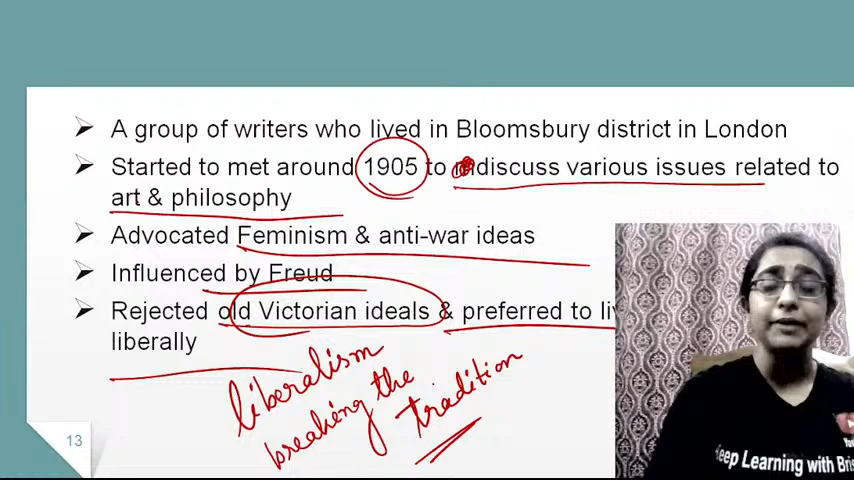 A group of writers who lived in Bloomsbury district in London
Started to met around 1905 to discuss various issues related to
art & philosophy
Advocated Feminism & anti-war ideas
Influenced by Freud
Rejected old Victorian ideals & preferred to
liberally
liberalism
breaking the
tradition
13
eep Learning with Bris